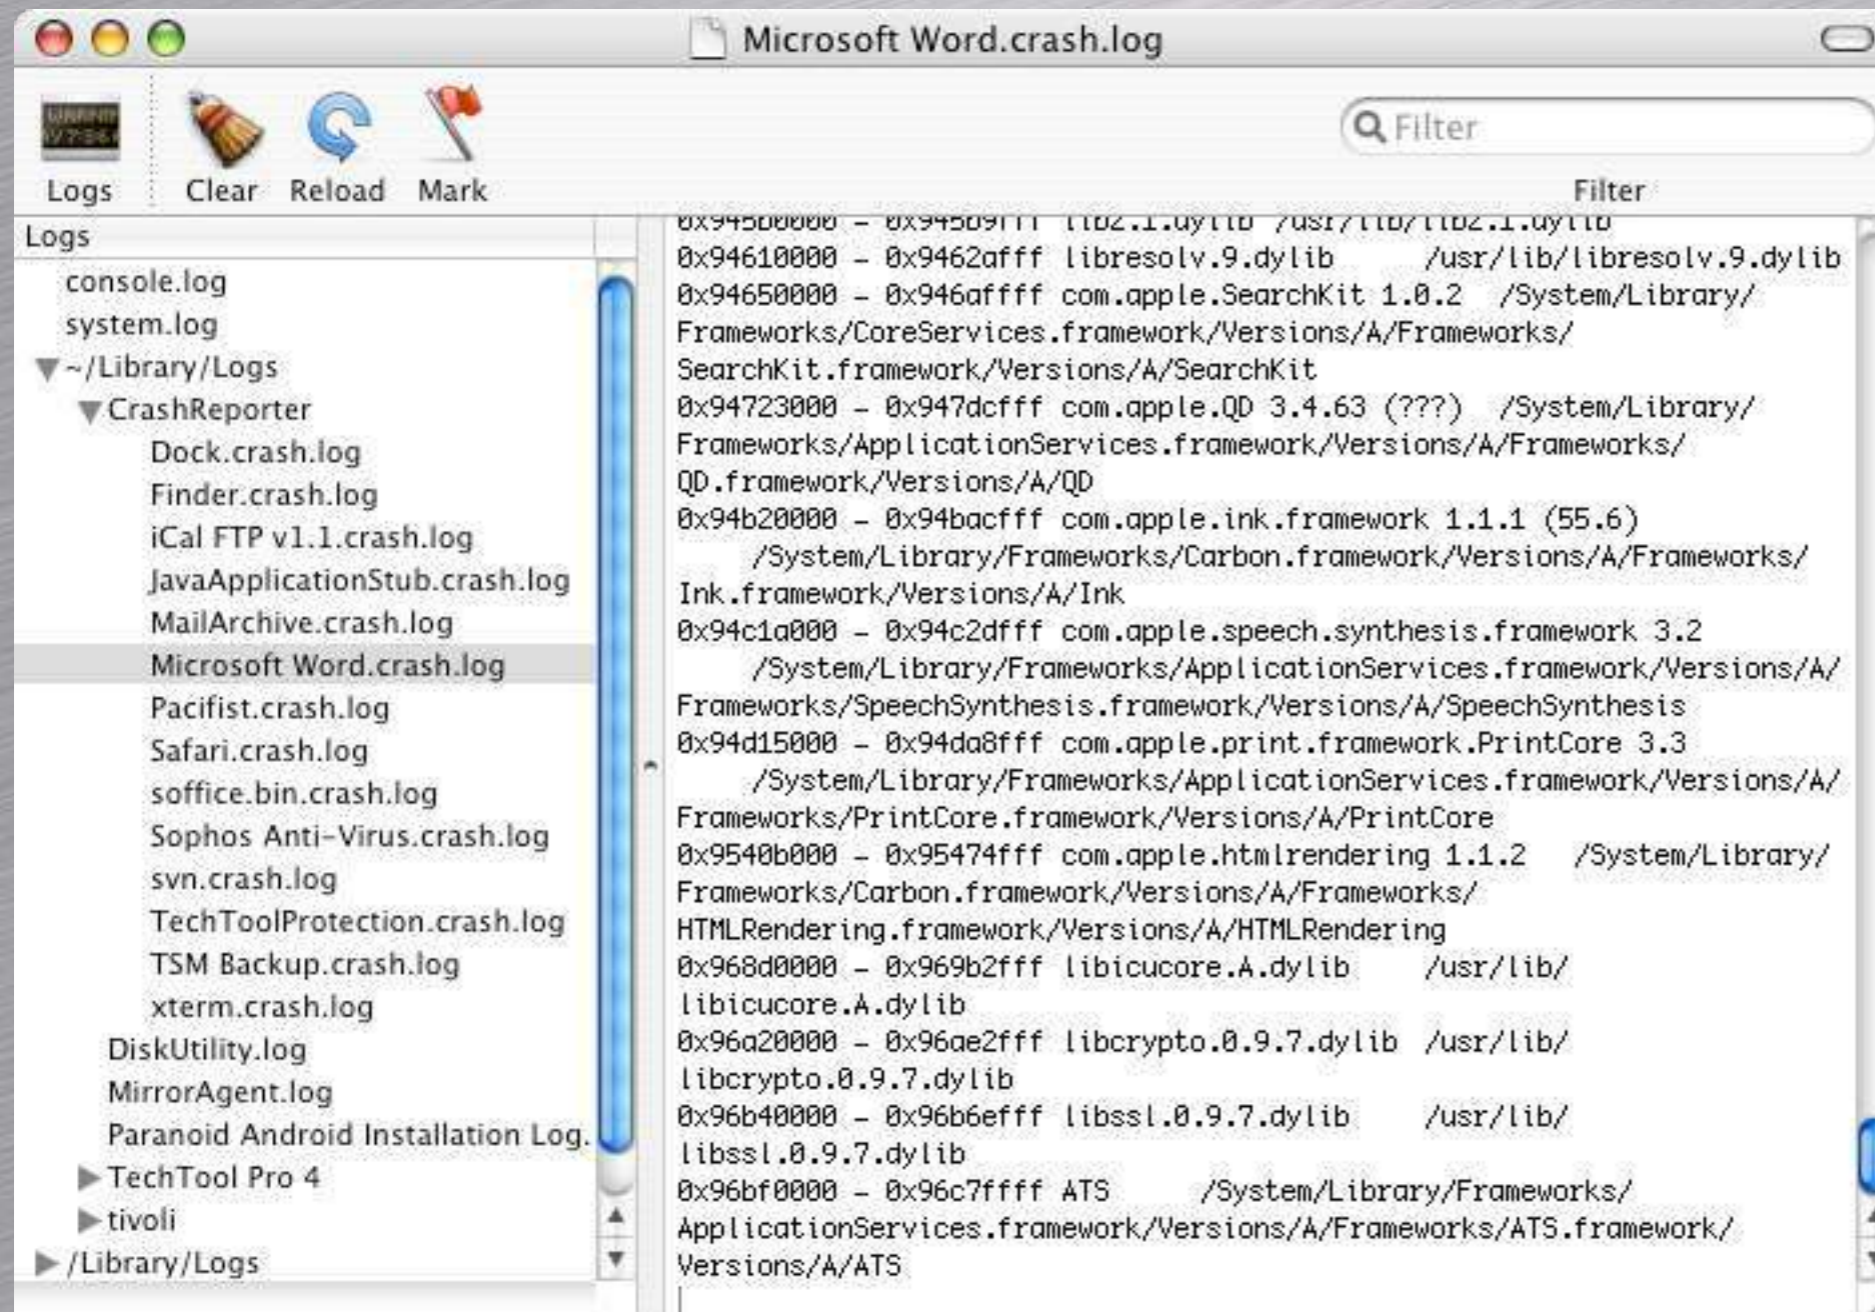 Microsoft Word.crash.log
Filter
Logs
Clear
Reload
Mark
Filter
Logs
console.log
system.log
~/Library/Logs
CrashReporter
Dock.crash.log
Finder.crash.log
iCal FTP v1.1.crash.log
JavaApplicationStub.crash.log
MailArchive.crash.log
Microsoft Word.crash.log
Pacifist.crash.log
Safari.crash.log
soffice.bin.crash.log
Sophos Anti-Virus.crash.log
svn.crash.log
TechToolProtection.crash.log
TSM Backup.crash.log
xterm.crash.log
DiskUtility.log
MirrorAgent.log
Paranoid Android Installation Log.
TechTool Pro 4
tivoli
/Library/Logs
0x94610000 - 0x9462afff libresolv.9.dylib /usr/lib/libresolv.9.dylib
0x94650000 - 0x946affff com.apple.SearchKit 1.0.2 /System/Library/
Frameworks/CoreServices.framework/Versions/A/Frameworks/
SearchKit.framework/Versions/A/SearchKit
0x94723000 - 0x947dcfff com.apple.QD 3.4.63 (???) /System/Library/
Frameworks/ApplicationServices.framework/Versions/A/Frameworks/
QD.framework/Versions/A/QD
0x94b20000 - 0x94bacfff com.apple.ink.framework 1.1.1 (55.6)
/System/Library/Frameworks/Carbon.framework/Versions/A/Frameworks/
Ink.framework/Versions/A/Ink
0x94c1a000 - 0x94c2dfff com.apple.speech.synthesis.framework 3.2
/System/Library/Frameworks/ApplicationServices.framework/Versions/A/
Frameworks/SpeechSynthesis.framework/Versions/A/SpeechSynthesis
0x94d15000 - 0x94da8fff com.apple.print.framework.PrintCore 3.3
/System/Library/Frameworks/ApplicationServices.framework/Versions/A/
Frameworks/PrintCore.framework/Versions/A/PrintCore
0x9540b000 - 0x95474fff com.apple.htmlrendering 1.1.2 /System/Library/
Frameworks/Carbon.framework/Versions/A/Frameworks/
HTMLRendering.framework/Versions/A/HTMLRendering
0x968d0000 - 0x969b2fff libicucore.A.dylib /usr/lib/
libicucore.A.dylib
0x96a20000 - 0x96ae2fff libcrypto.0.9.7.dylib /usr/lib/
libcrypto.0.9.7.dylib
0x96b40000 - 0x96b6efff libssl.0.9.7.dylib /usr/lib/
libssl.0.9.7.dylib
0x96bf0000 - 0x96c7ffff ATS /System/Library/Frameworks/
ApplicationServices.framework/Versions/A/Frameworks/ATS.framework/
Versions/A/ATS